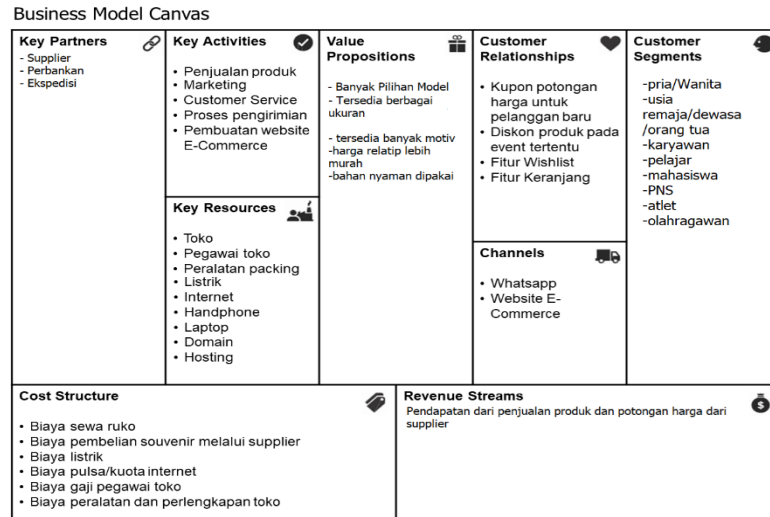 Business Model Canvas
Key Partners
- Supplier
- Perbankan
- Ekspedisi
Key Activities
• Penjualan produk
• Marketing
• Customer Service
• Proses pengirimian
• Pembuatan website
E-Commerce
Key Resources
• Toko
• Pegawai toko
• Peralatan packing
• Listrik
• Internet
• Handphone
• Laptop
• Domain
• Hosting
Value
Propositions
- Banyak Pilihan Model
- Tersedia berbagai
ukuran
- tersedia banyak motiv
-harga relatip lebih
murah
-bahan nyaman dipakai
Customer
Relationships
• Kupon potongan
harga untuk
pelanggan baru
• Diskon produk pada
event tertentu
• Fitur Wishlist
• Fitur Keranjang
Channels
• Whatsapp
• Website E-
Commerce
Customer
Segments
-pria/Wanita
-usia
remaja/dewasa
/orang tua
-karyawan
-pelajar
-mahasiswa
-PNS
-atlet
-olahragawan
Cost Structure
• Biaya sewa ruko
• Biaya pembelian souvenir melalui supplier
• Biaya listrik
• Biaya pulsa/kuota internet
• Biaya gaji pegawai toko
• Biaya peralatan dan perlengkapan toko
Revenue Streams
Pendapatan dari penjualan produk dan potongan harga dari
supplier